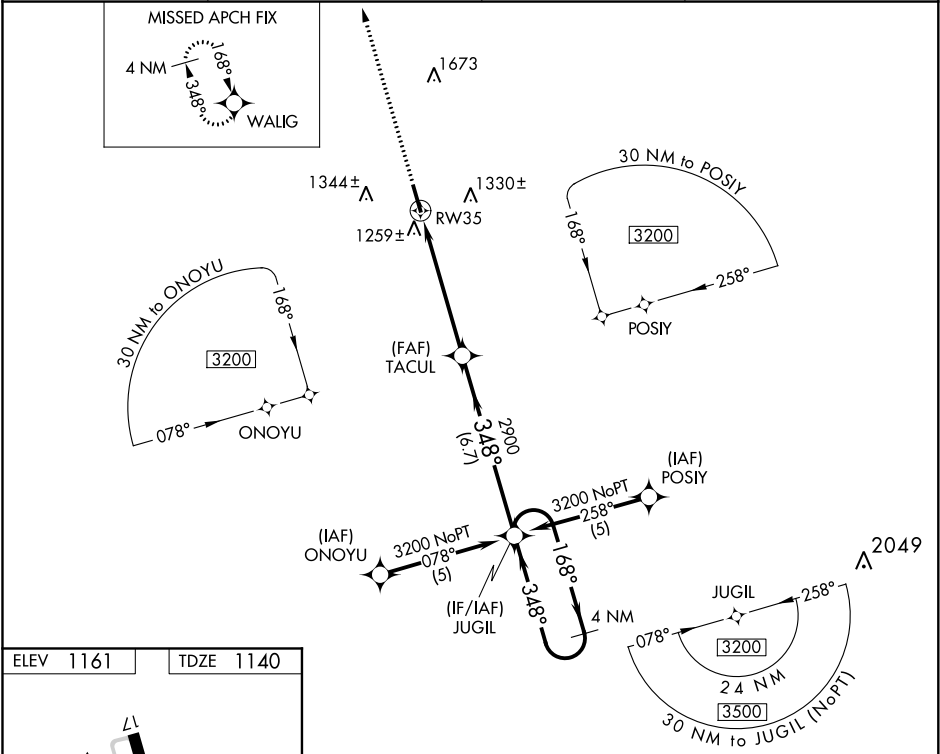 MISSED APCH FIX
4 NM
168°
348°
WALIG
1673
1344±
1330±
RW35
1259±
30 NM to POSIY
168°
3200
258°
POSIY
30 NM to ONOYU
168°
3200
078°
ONOYU
(FAF)
TACUL
2900
348°
(6.7)
(IAF)
POSIY
3200 NoPT
258°
(5)
(IAF)
ONOYU
3200 NoPT
078°
(5)
(IF/IAF)
JUGIL
168°
348°
4 NM
2049
JUGIL
258°
078°
3200
24 NM
3500
30 NM to JUGIL (NoPT)
ELEV 1161
TDZE 1140
17